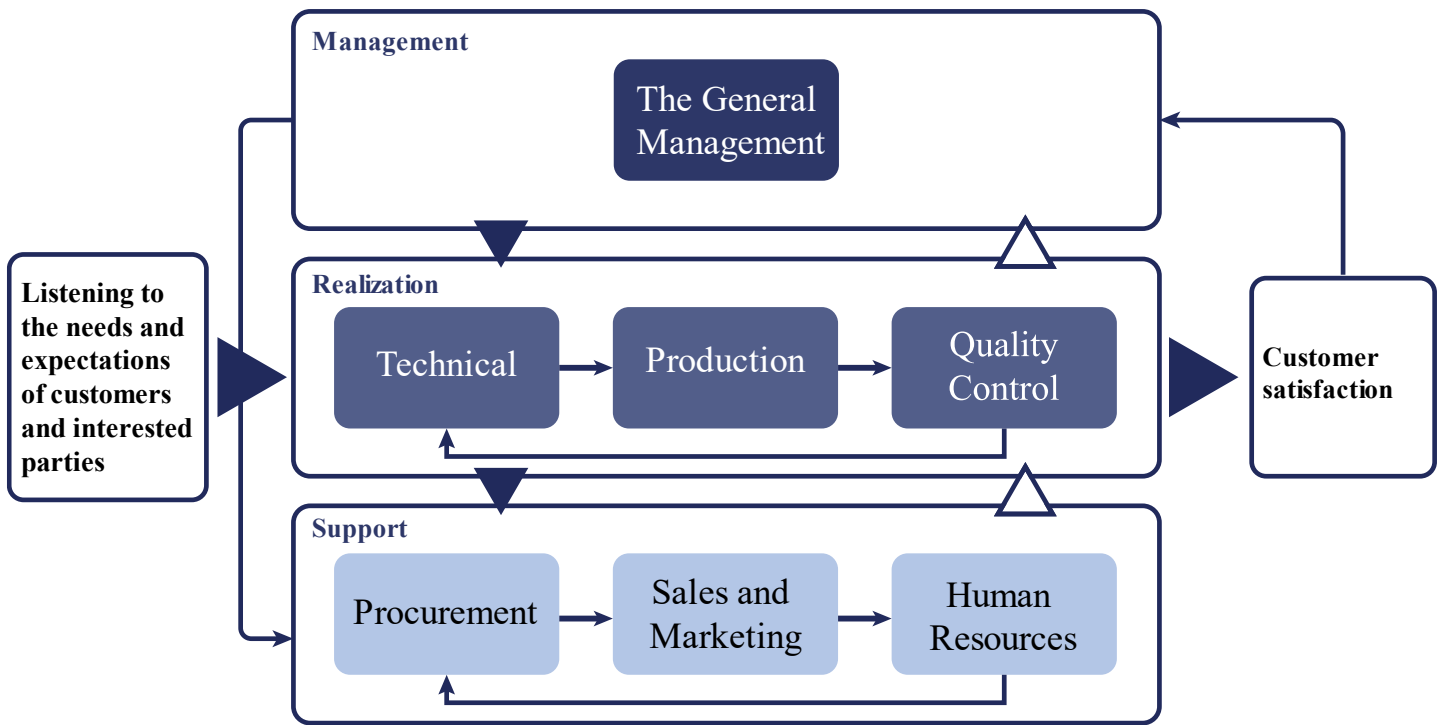 Management
The General
Management
Listening to
the needs and
expectations
of customers
and interested
parties
Realization
Technical
Production
Quality
Control
Customer
satisfaction
Support
Procurement
Sales and
Marketing
Human
Resources